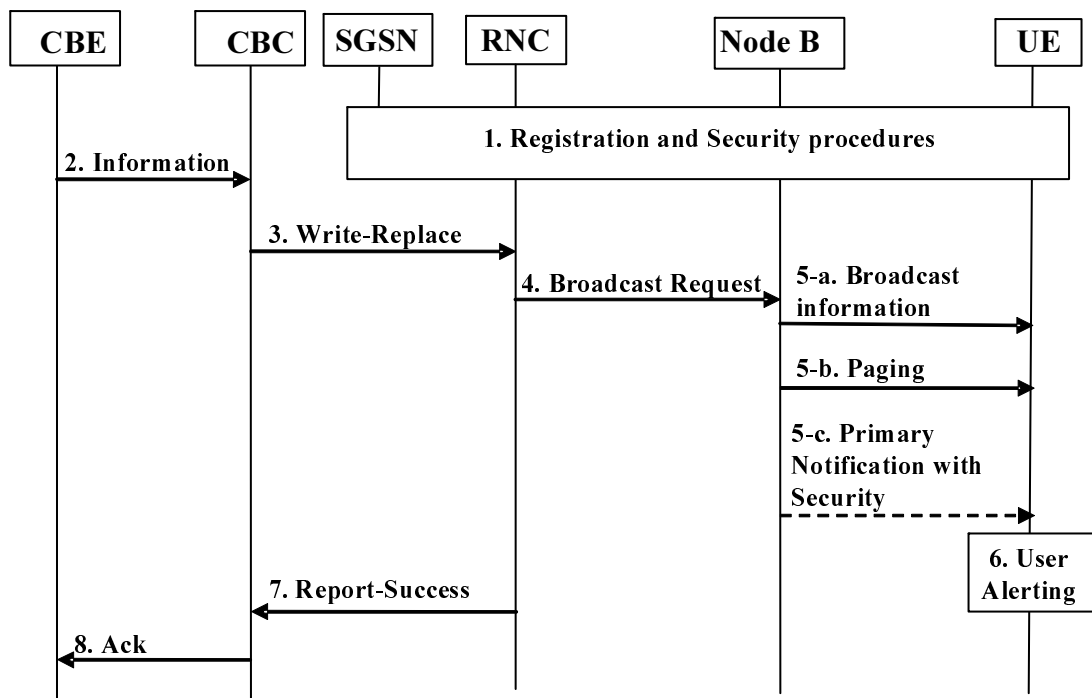 CBE
CBC
SGSN
RNC
Node B
UE
1. Registration and Security procedures
2. Information
3. Write-Replace
4. Broadcast Request
5-a. Broadcast
information
5-b. Paging
5-c. Primary
Notification with
Security
6. User
Alerting
7. Report-Success
8. Ack